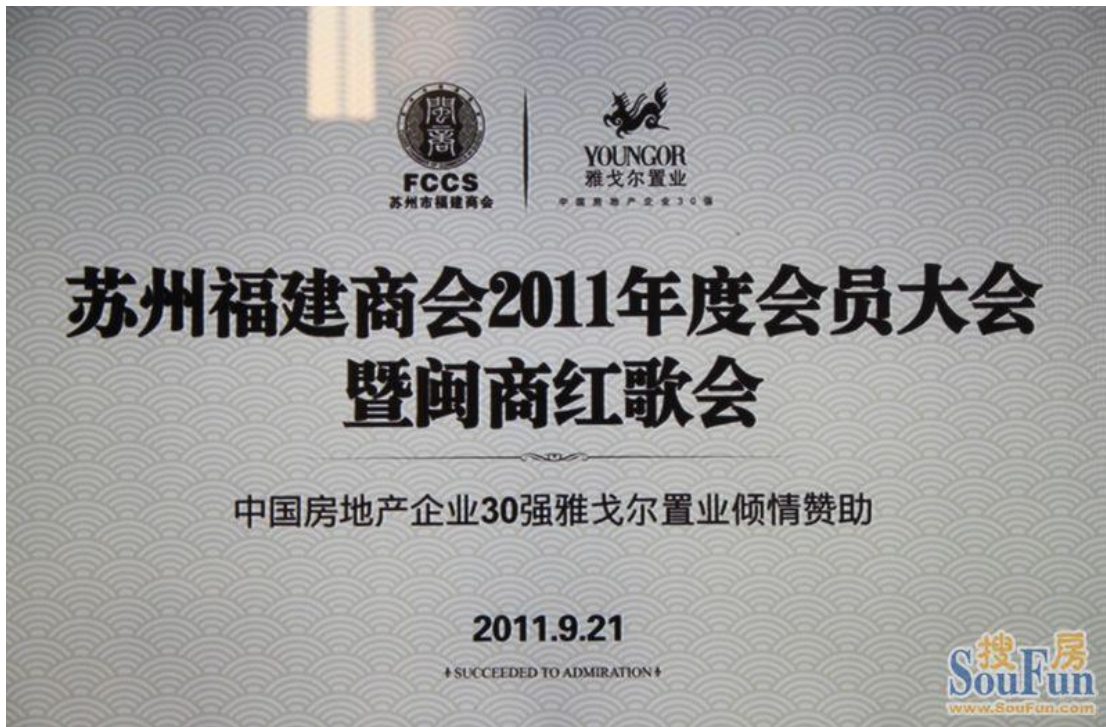 閩商
FCCS
苏州市福建商会
YOUNGOR
雅戈尔置业
中国房地产企业30强
苏州福建商会2011年度会员大会
暨闽商红歌会
中国房地产企业30强雅戈尔置业倾情赞助
2011.9.21
SUCCEEDED TO ADMIRATION
搜房
SouFun
www.SouFun.com